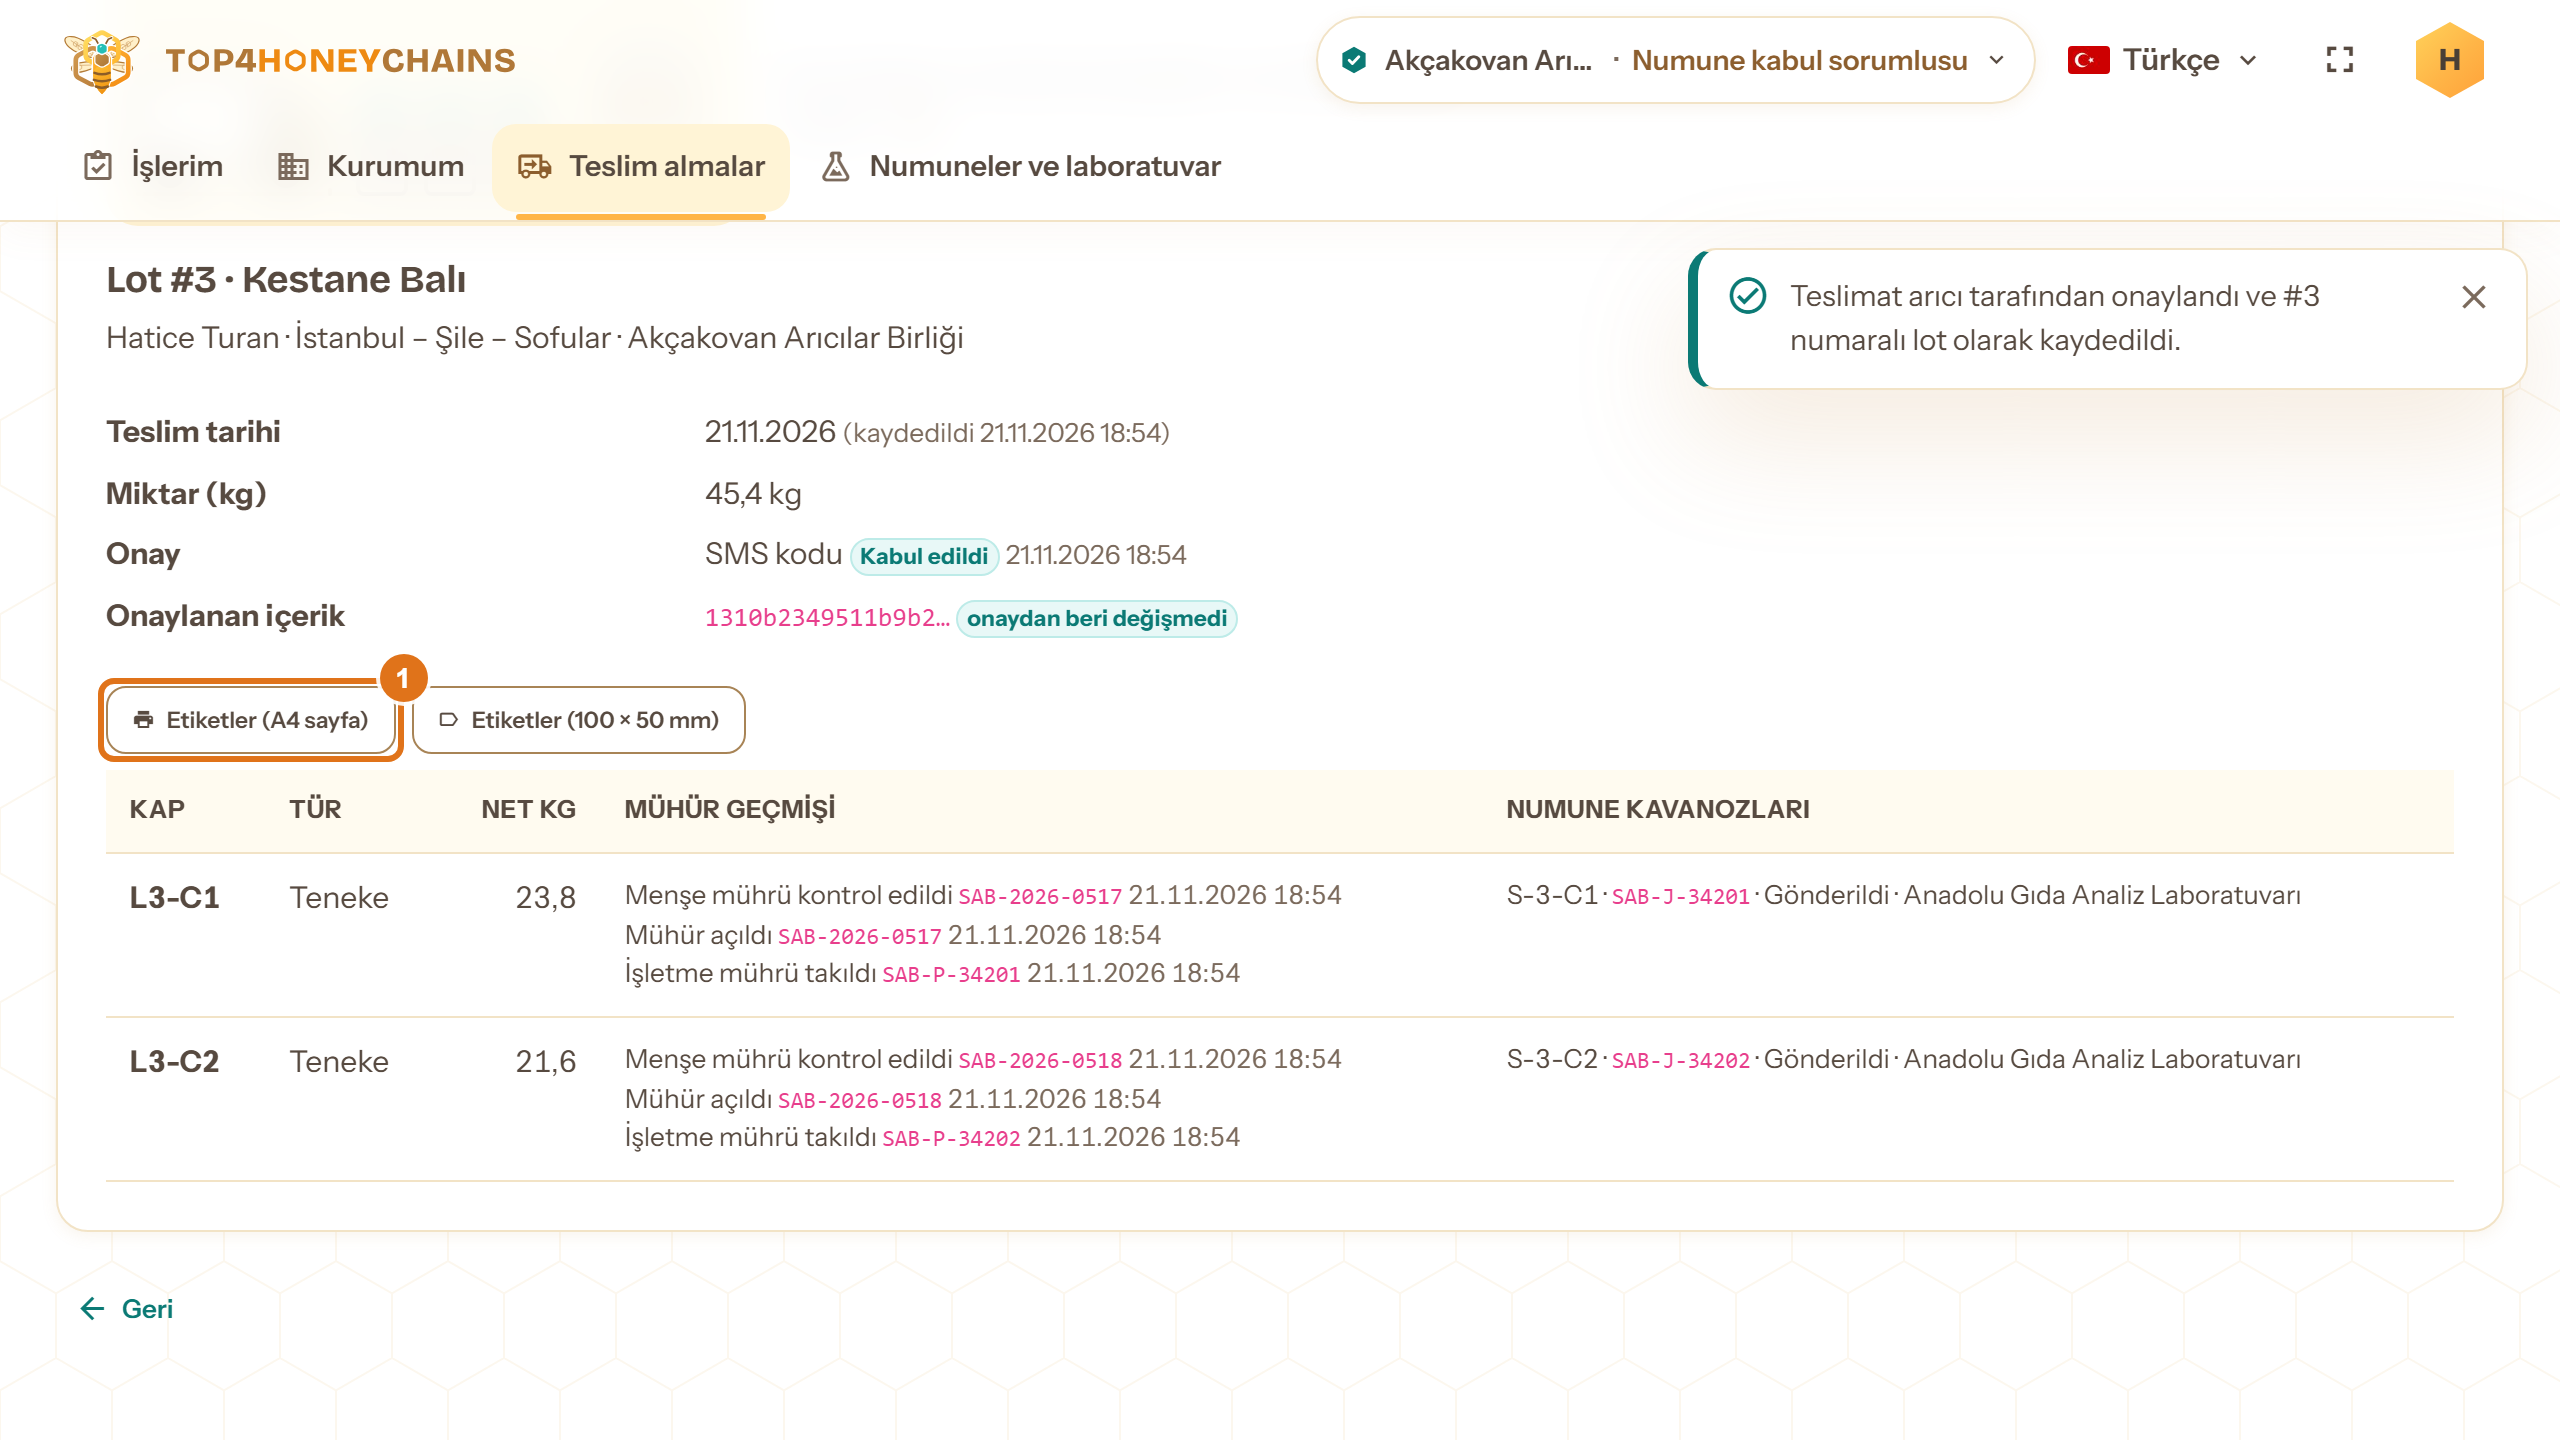 TOP4HONEYCHAINS
Akçakovan Arı... · Numune kabul sorumlusu
Türkçe
H
İşlerim
Kurumum
Teslim almalar
Numuneler ve laboratuvar
Lot #3 · Kestane Balı
Hatice Turan · İstanbul – Şile – Sofular · Akçakovan Arıcılar Birliği
Teslimat arıcı tarafından onaylandı ve #3
numaralı lot olarak kaydedildi.
Teslim tarihi 21.11.2026 (kaydedildi 21.11.2026 18:54)
Miktar (kg) 45,4 kg
Onay SMS kodu Kabul edildi 21.11.2026 18:54
Onaylanan içerik 1310b2349511b9b2… onaydan beri değişmedi
1
Etiketler (A4 sayfa)
Etiketler (100 × 50 mm)
KAP TÜR NET KG MÜHÜR GEÇMİŞİ NUMUNE KAVANOZLARI
L3-C1 Teneke 23,8 Menşe mührü kontrol edildi SAB-2026-0517 21.11.2026 18:54 S-3-C1 · SAB-J-34201 · Gönderildi · Anadolu Gıda Analiz Laboratuvarı
Mühür açıldı SAB-2026-0517 21.11.2026 18:54
İşletme mührü takıldı SAB-P-34201 21.11.2026 18:54
L3-C2 Teneke 21,6 Menşe mührü kontrol edildi SAB-2026-0518 21.11.2026 18:54 S-3-C2 · SAB-J-34202 · Gönderildi · Anadolu Gıda Analiz Laboratuvarı
Mühür açıldı SAB-2026-0518 21.11.2026 18:54
İşletme mührü takıldı SAB-P-34202 21.11.2026 18:54
Geri